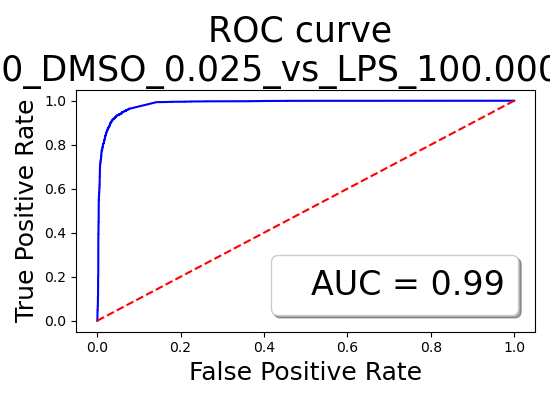 ROC curve
0_DMSO_0.025_vs_LPS_100.000
True Positive Rate
1.0
0.8
0.6
0.4
0.2
0.0
AUC = 0.99
0.0 0.2 0.4 0.6 0.8 1.0
False Positive Rate